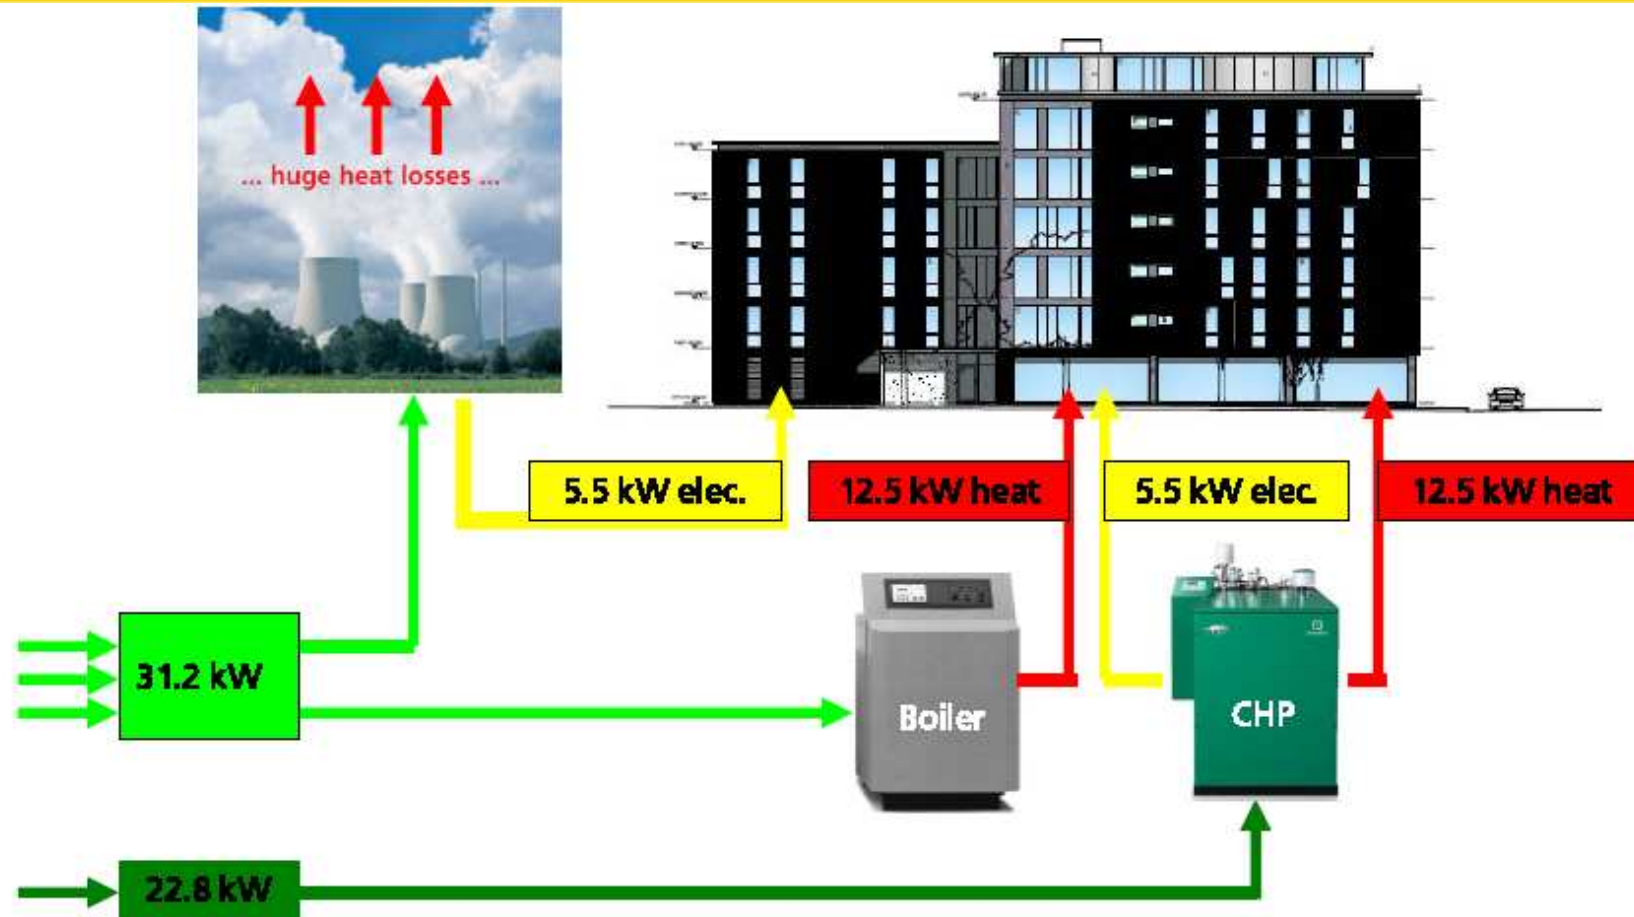 ... huge heat losses ...
5.5 kW elec.
12.5 kW heat
5.5 kW elec.
12.5 kW heat
31.2 kW
Boiler
CHP
22.8 kW